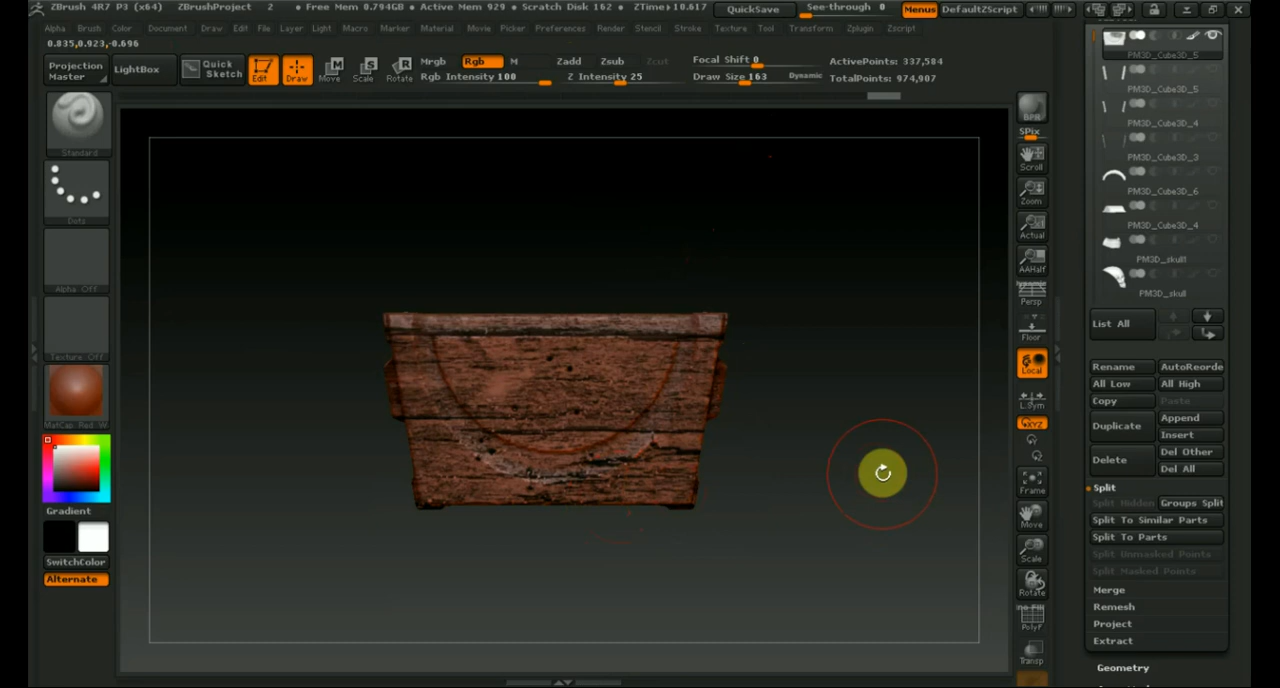 ZBrush 4R7 P3 (x64) ZBrushProject 2 • Free Mem 0.794GB • Active Mem 929 • Scratch Disk 162 • ZTime▸10.617 QuickSave See-through 0 Menus DefaultZScript
Alpha Brush Color Document Draw Edit File Layer Light Macro Marker Material Movie Picker Preferences Render Stencil Stroke Texture Tool Transform Zplugin Zscript
0.835,0.923,-0.696
Projection Master
LightBox
Quick Sketch
Edit
Draw
Move
Scale
Rotate
Mrgb Rgb M
Rgb Intensity 100
Zadd Zsub Zcut
Z Intensity 25
Focal Shift 0
Draw Size 163 Dynamic
ActivePoints: 337,584
TotalPoints: 974,907
Standard
Dots
Alpha Off
Texture Off
MatCap Red W
Gradient
SwitchColor
Alternate
BPR
SPix
Scroll
Zoom
Actual
AAHalf
Dynamic
Persp
Floor
Local
L.Sym
XYZ
Frame
Move
Scale
Rotate
PolyF
Transp
PM3D_Cube3D_5
PM3D_Cube3D_5
PM3D_Cube3D_4
PM3D_Cube3D_3
PM3D_Cube3D_6
PM3D_Cube3D_4
PM3D_skull1
PM3D_skull
List All
Rename AutoReorde
All Low All High
Copy Paste
Duplicate Append
Insert
Delete Del Other
Del All
Split
Split Hidden Groups Split
Split To Similar Parts
Split To Parts
Split Unmasked Points
Split Masked Points
Merge
Remesh
Project
Extract
Geometry